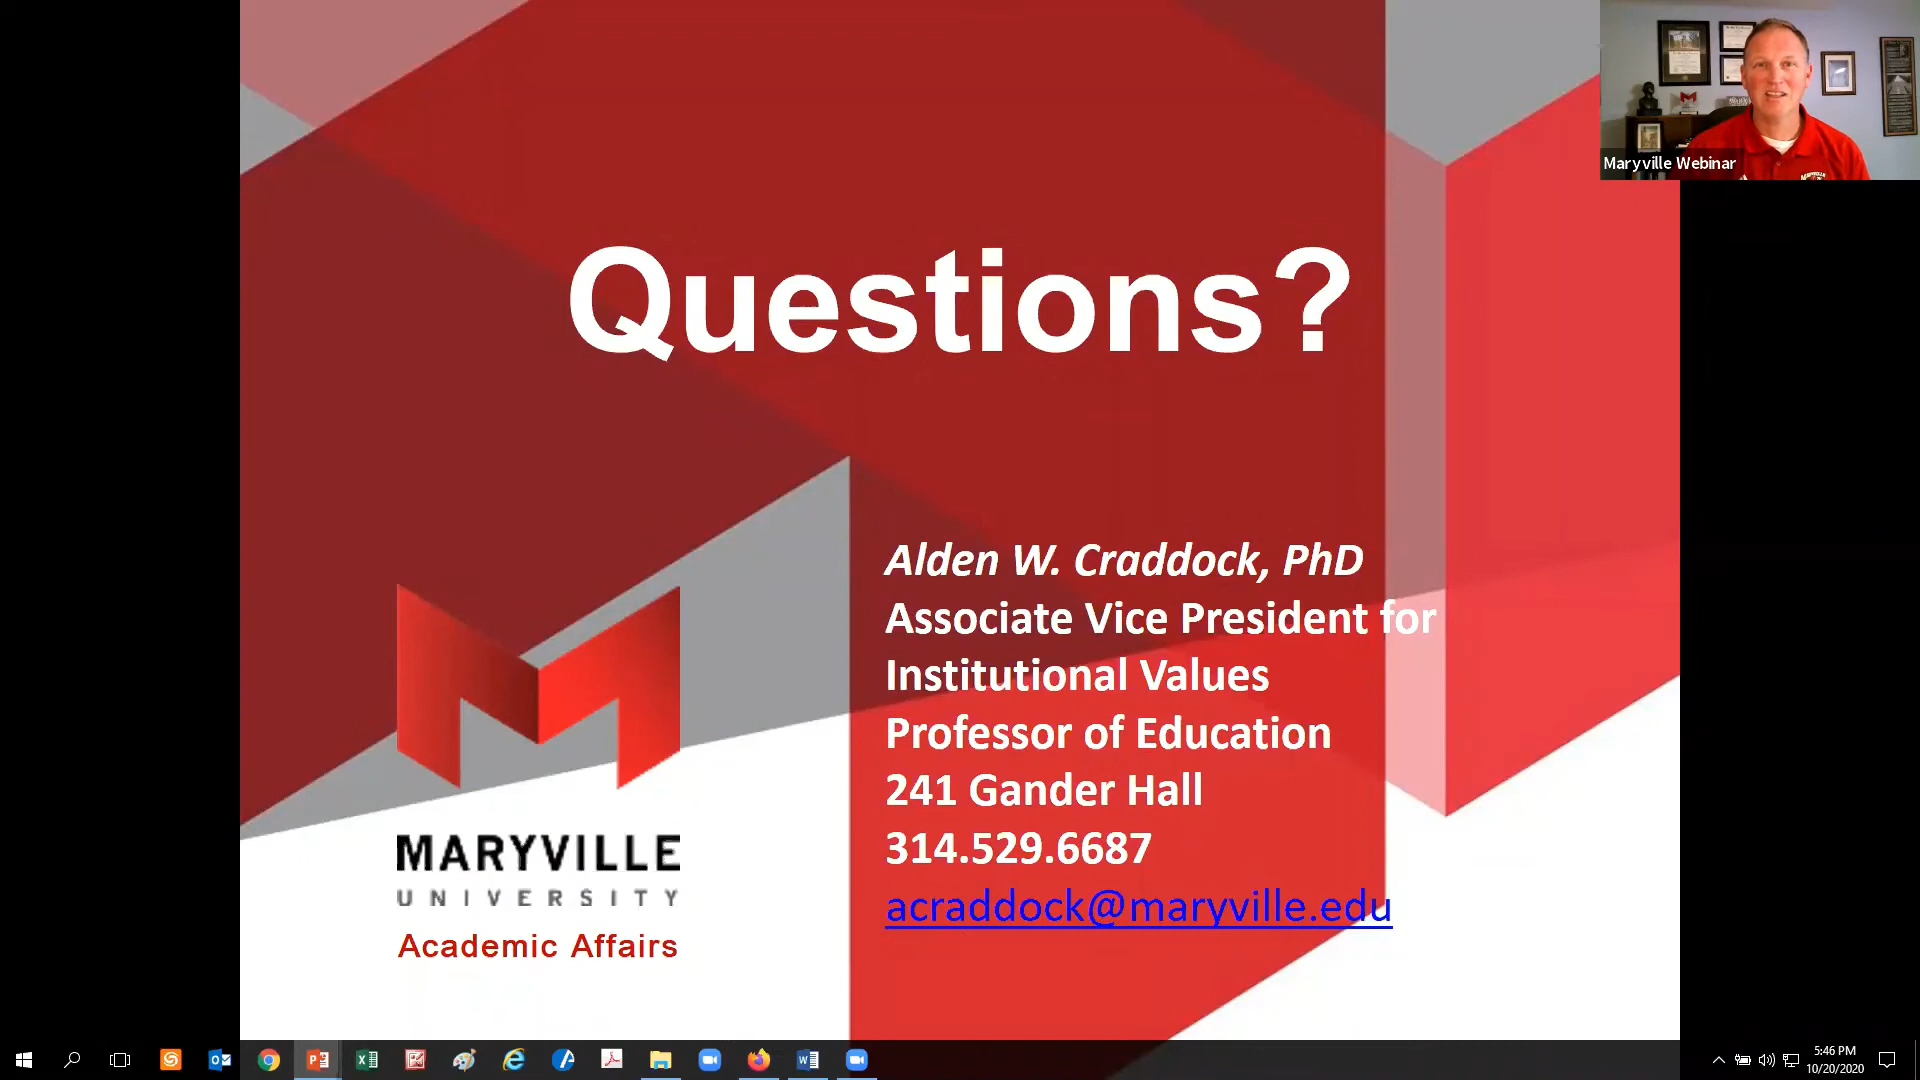 Questions?
Alden W. Craddock, PhD
Associate Vice President for
Institutional Values
Professor of Education
241 Gander Hall
314.529.6687
acraddock@maryville.edu
MARYVILLE
UNIVERSITY
Academic Affairs
Maryville Webinar
5:46 PM
10/20/2020